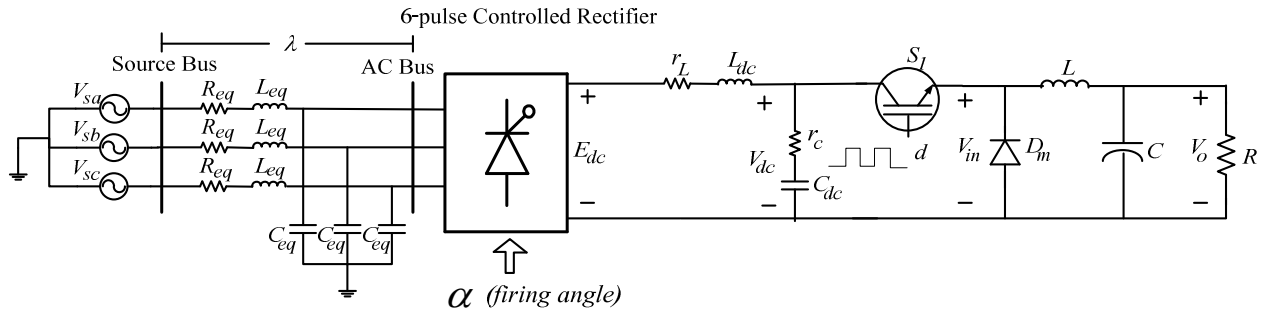 6-pulse Controlled Rectifier
λ
Source Bus
AC Bus
V_sa
R_eq
L_eq
V_sb
R_eq
L_eq
V_sc
R_eq
L_eq
C_eq
C_eq
C_eq
α (firing angle)
+
E_dc
−
r_L
L_dc
+
V_dc
−
r_c
C_dc
S_1
d
+
V_in
−
D_m
L
C
+
V_o
−
R